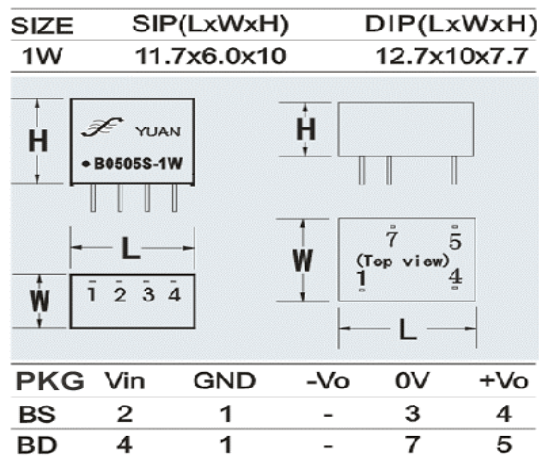 SIZE SIP(LxWxH) DIP(LxWxH)
1W 11.7x6.0x10 12.7x10x7.7
H YUAN H
•B0505S-1W
L
W 1 2 3 4
W 7 5
(Top view)
1 4
L
PKG Vin GND -Vo 0V +Vo
BS 2 1 - 3 4
BD 4 1 - 7 5